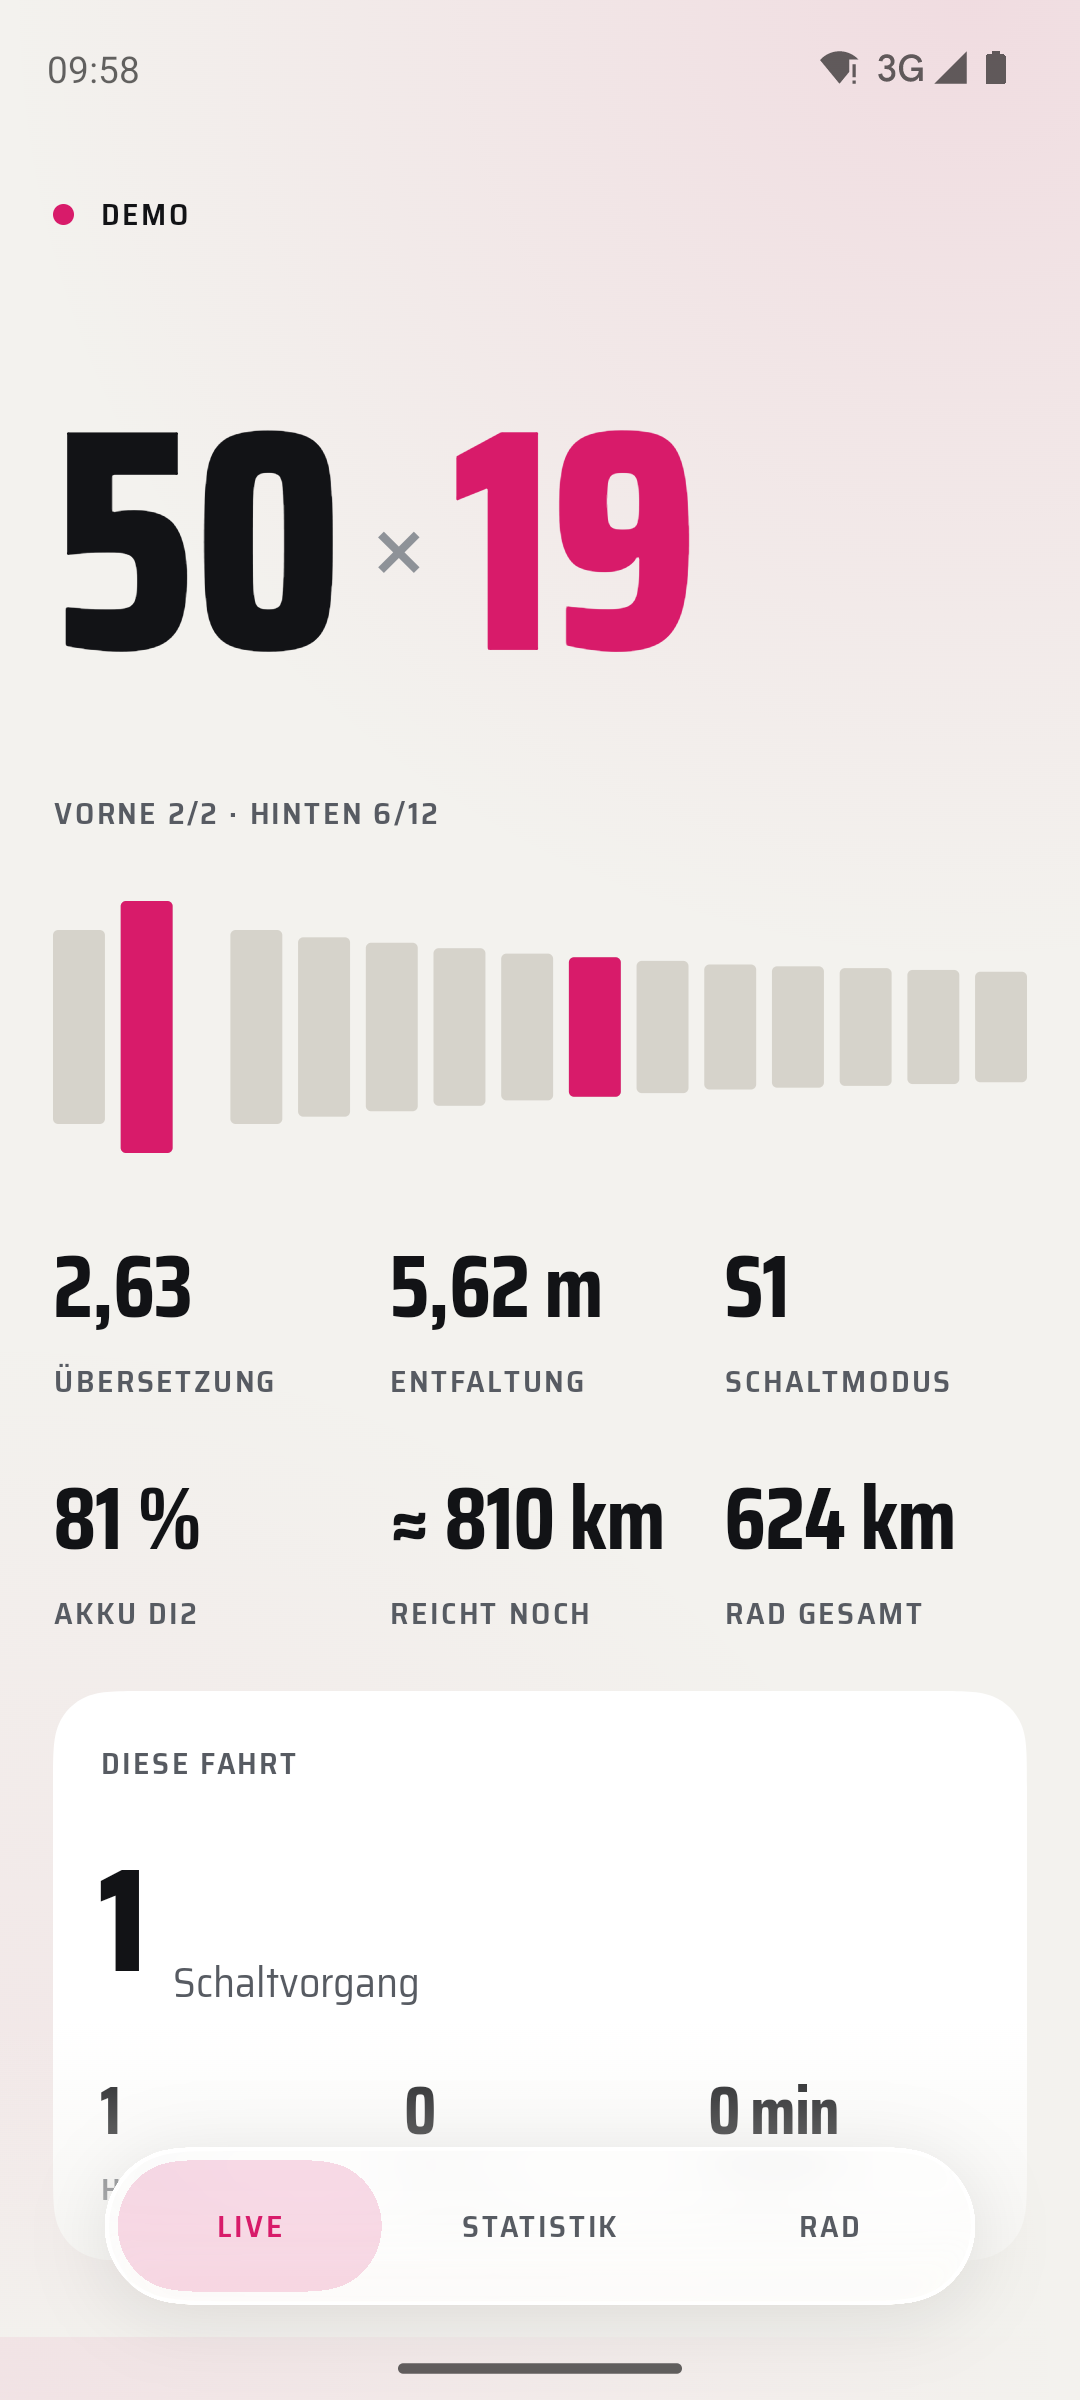 09:58 3G
DEMO
50 × 19
VORNE 2/2 · HINTEN 6/12
2,63 5,62 m S1
ÜBERSETZUNG ENTFALTUNG SCHALTMODUS
81 % ≈ 810 km 624 km
AKKU DI2 REICHT NOCH RAD GESAMT
DIESE FAHRT
1 Schaltvorgang
1 0 0 min
LIVE STATISTIK RAD